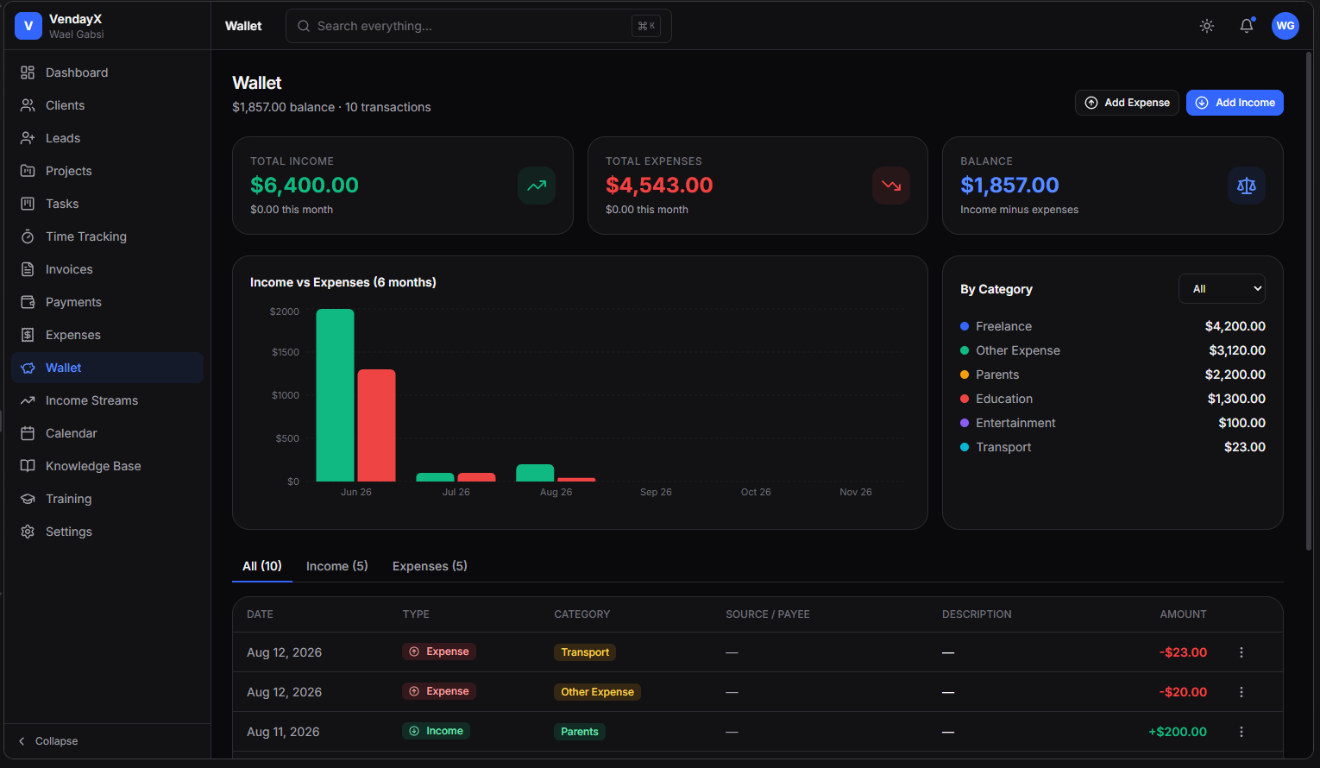 V
VendayX
Wael Gabsi
Wallet
Search everything...
⌘K
WG
Dashboard
Clients
Leads
Projects
Tasks
Time Tracking
Invoices
Payments
Expenses
Wallet
Income Streams
Calendar
Knowledge Base
Training
Settings
Collapse
Wallet
$1,857.00 balance · 10 transactions
Add Expense
Add Income
TOTAL INCOME
$6,400.00
$0.00 this month
TOTAL EXPENSES
$4,543.00
$0.00 this month
BALANCE
$1,857.00
Income minus expenses
Income vs Expenses (6 months)
$2000
$1500
$1000
$500
$0
Jun 26 Jul 26 Aug 26 Sep 26 Oct 26 Nov 26
By Category
All
Freelance $4,200.00
Other Expense $3,120.00
Parents $2,200.00
Education $1,300.00
Entertainment $100.00
Transport $23.00
All (10) Income (5) Expenses (5)
DATE TYPE CATEGORY SOURCE / PAYEE DESCRIPTION AMOUNT
Aug 12, 2026 Expense Transport — — -$23.00
Aug 12, 2026 Expense Other Expense — — -$20.00
Aug 11, 2026 Income Parents — — +$200.00